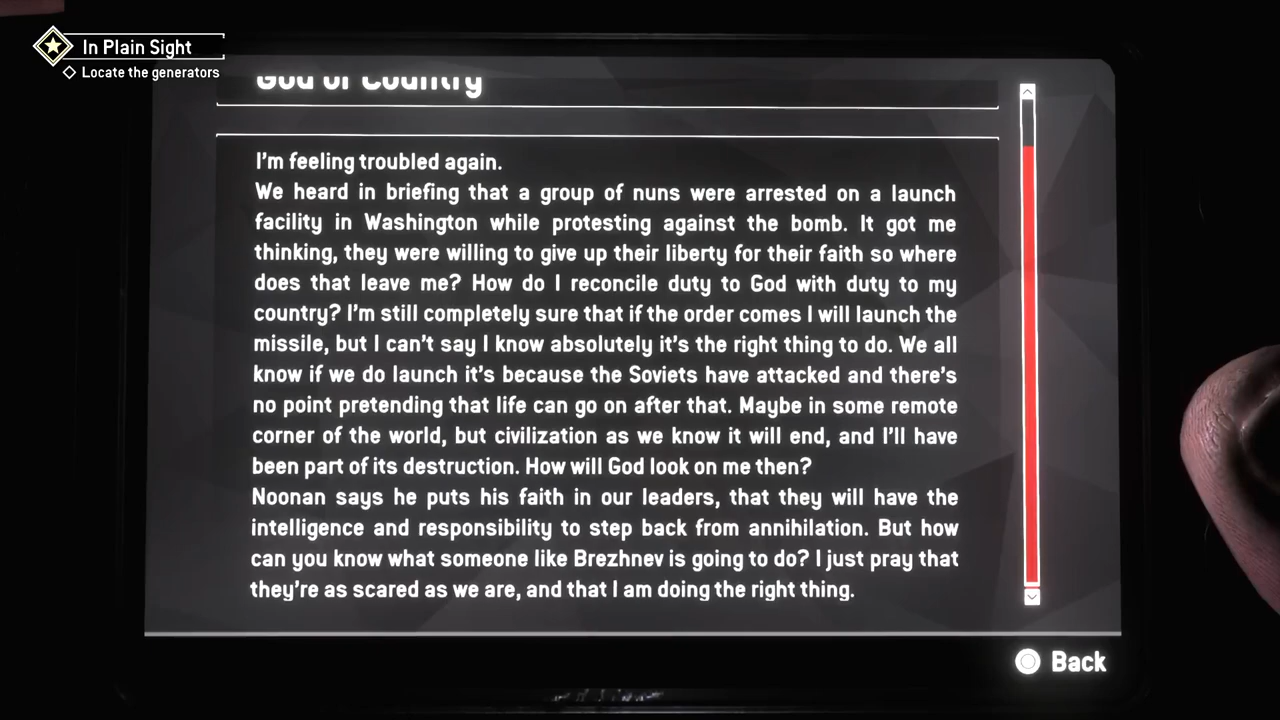 In Plain Sight
Locate the generators
God or Country
I'm feeling troubled again.
We heard in briefing that a group of nuns were arrested on a launch
facility in Washington while protesting against the bomb. It got me
thinking, they were willing to give up their liberty for their faith so where
does that leave me? How do I reconcile duty to God with duty to my
country? I'm still completely sure that if the order comes I will launch the
missile, but I can't say I know absolutely it's the right thing to do. We all
know if we do launch it's because the Soviets have attacked and there's
no point pretending that life can go on after that. Maybe in some remote
corner of the world, but civilization as we know it will end, and I'll have
been part of its destruction. How will God look on me then?
Noonan says he puts his faith in our leaders, that they will have the
intelligence and responsibility to step back from annihilation. But how
can you know what someone like Brezhnev is going to do? I just pray that
they're as scared as we are, and that I am doing the right thing.
Back